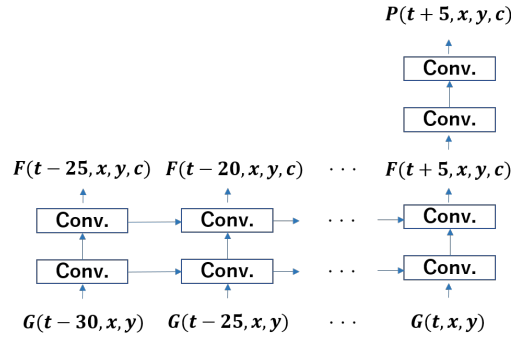 P(t + 5, x, y, c)
Conv.
Conv.
F(t − 25, x, y, c) F(t − 20, x, y, c) · · · F(t + 5, x, y, c)
Conv. Conv. · · · Conv.
Conv. Conv. · · · Conv.
G(t − 30, x, y) G(t − 25, x, y) · · · G(t, x, y)